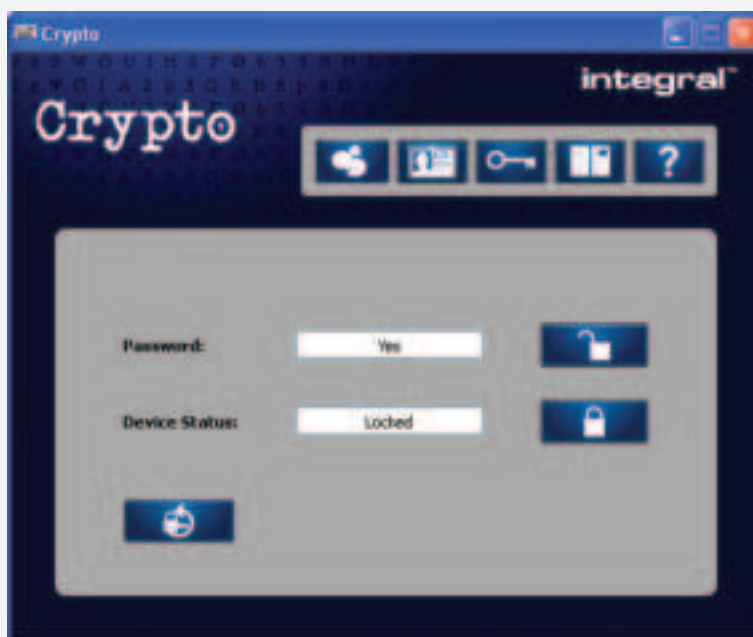 Crypto
integral™
Crypto
?
Password: Yes
Device Status: Locked